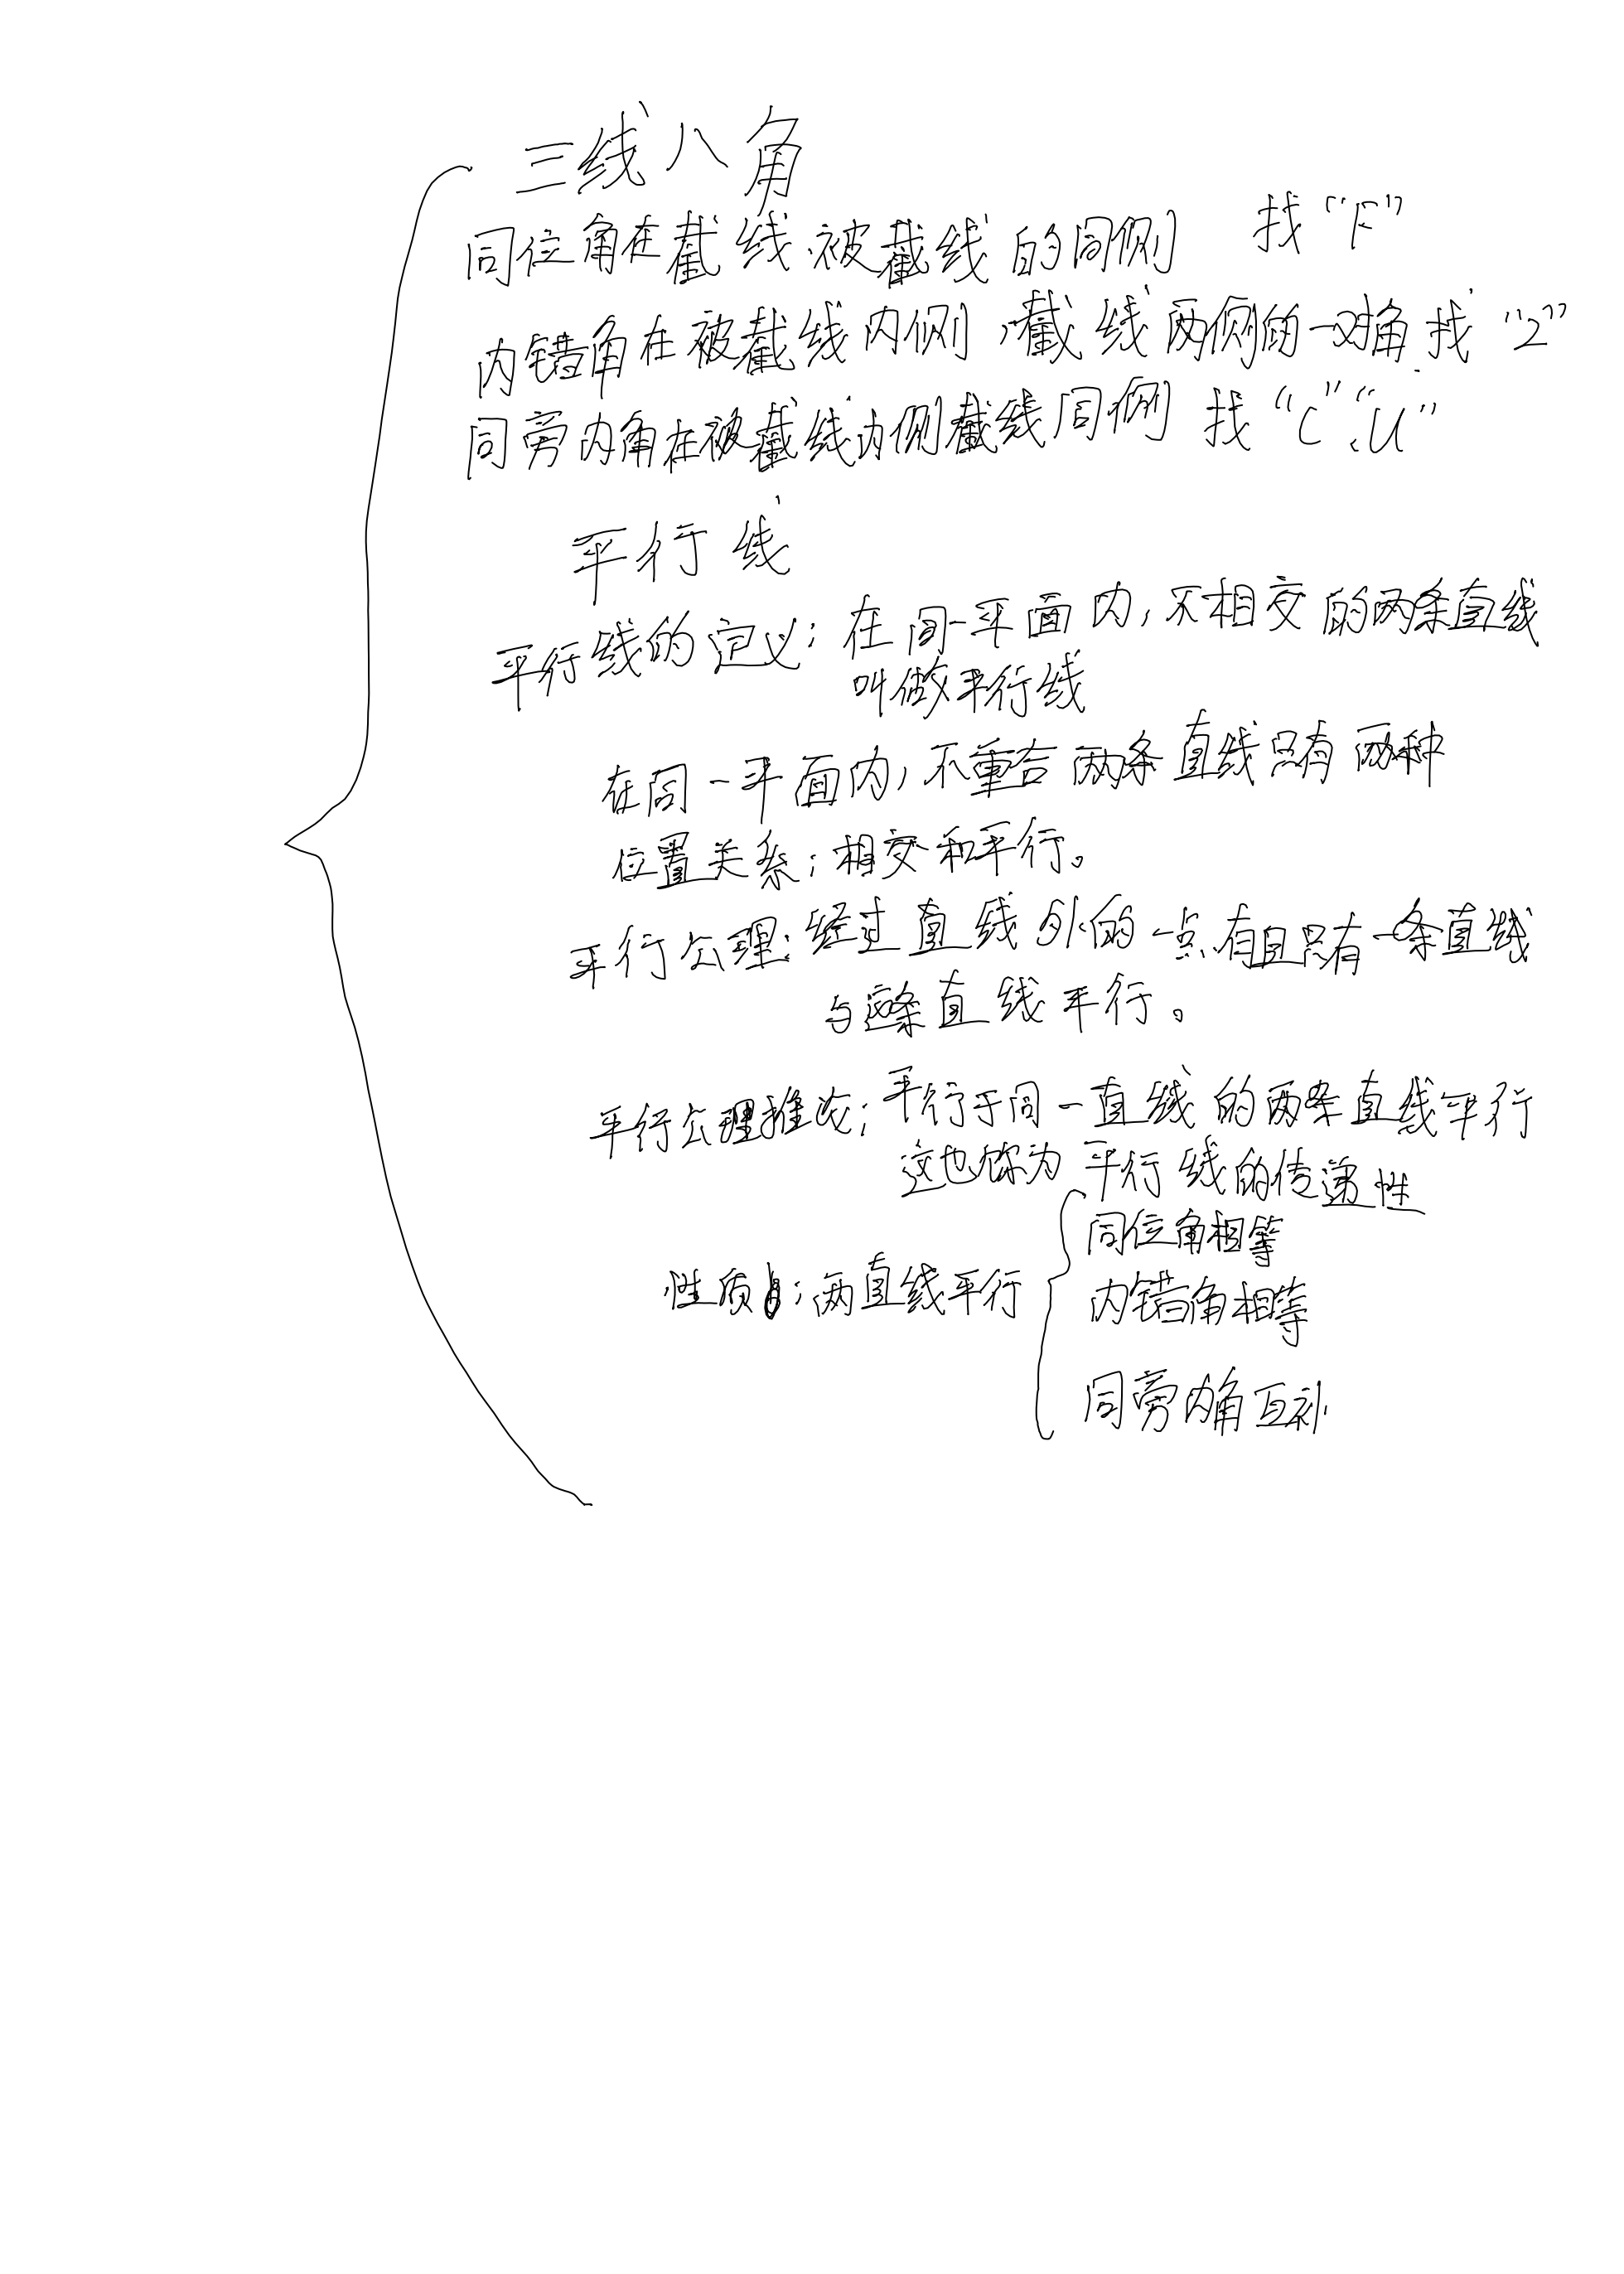 三线八角
同位角在截线、被截线的同侧 找“F”
内错角在被截线内侧,截线两侧的一对角 找“2”
同旁内角在被截线内侧截线同侧 找“C”、“U”
平行线
平行线的定义:在同一平面内,不相交的两条直线
叫做平行线
在同一平面内,不重合两条直线只有两种
位置关系:相交和平行。
平行公理:经过直线外的一点,有且只有一条直线
与这条直线平行。
平行公理推论:平行于同一直线的两条直线平行
这也称为平行线的传递性
同位角相等
性质:两直线平行
内错角相等
同旁内角互补